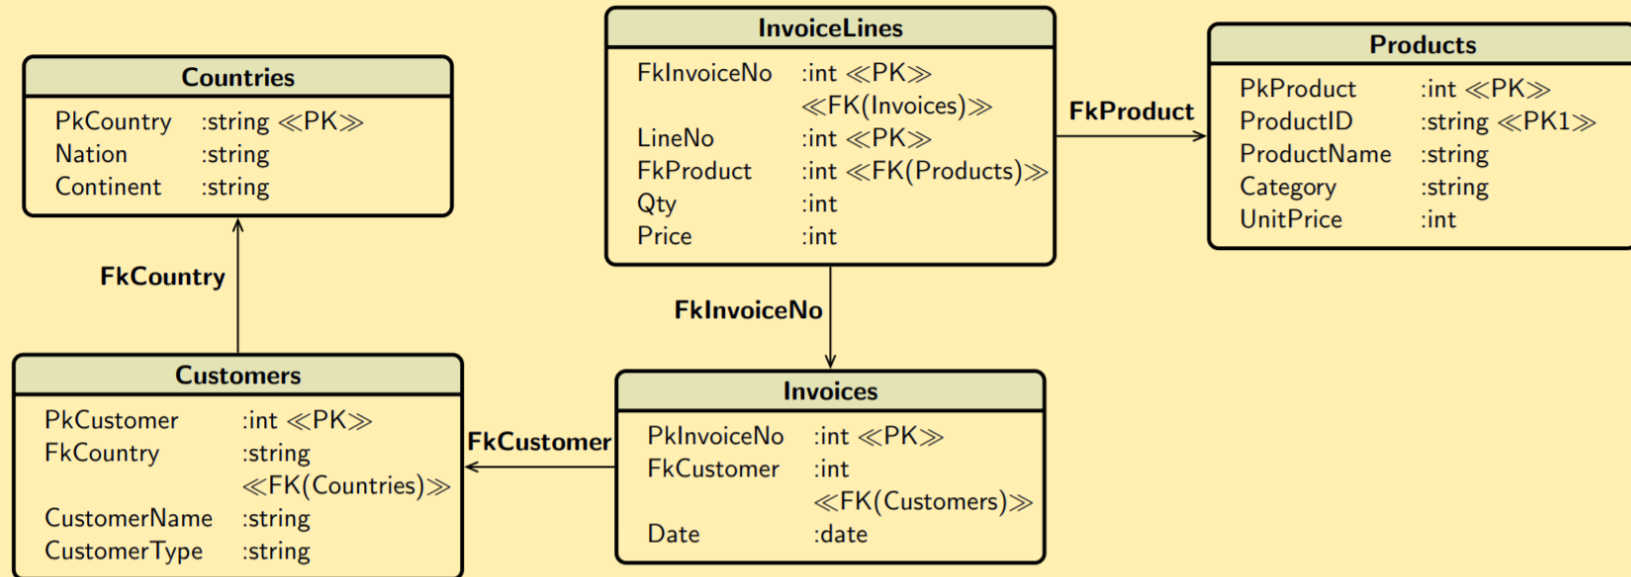 Countries
PkCountry :string ≪PK≫
Nation :string
Continent :string
FkCountry
Customers
PkCustomer :int ≪PK≫
FkCountry :string
≪FK(Countries)≫
CustomerName :string
CustomerType :string
FkCustomer
InvoiceLines
FkInvoiceNo :int ≪PK≫
≪FK(Invoices)≫
LineNo :int ≪PK≫
FkProduct :int ≪FK(Products)≫
Qty :int
Price :int
FkInvoiceNo
Invoices
PkInvoiceNo :int ≪PK≫
FkCustomer :int
≪FK(Customers)≫
Date :date
FkProduct
Products
PkProduct :int ≪PK≫
ProductID :string ≪PK1≫
ProductName :string
Category :string
UnitPrice :int